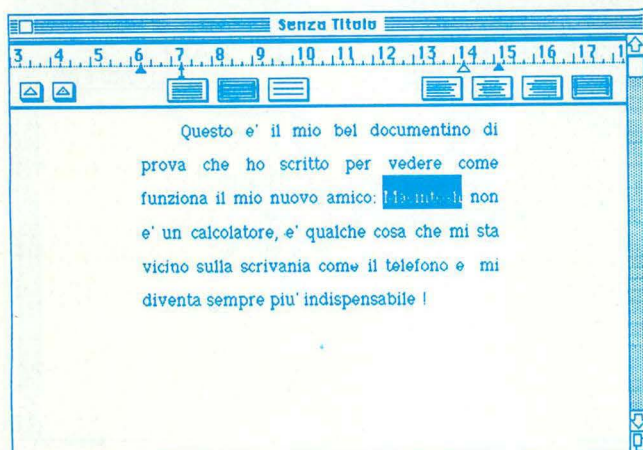 Senza Titolo
3 4 5 6 7 8 9 10 11 12 13 14 15 16 17 1
Questo e' il mio bel documentino di
prova che ho scritto per vedere come
funziona il mio nuovo amico: Macintosh non
e' un calcolatore, e' qualche cosa che mi sta
vicino sulla scrivania come il telefono e mi
diventa sempre piu' indispensabile !